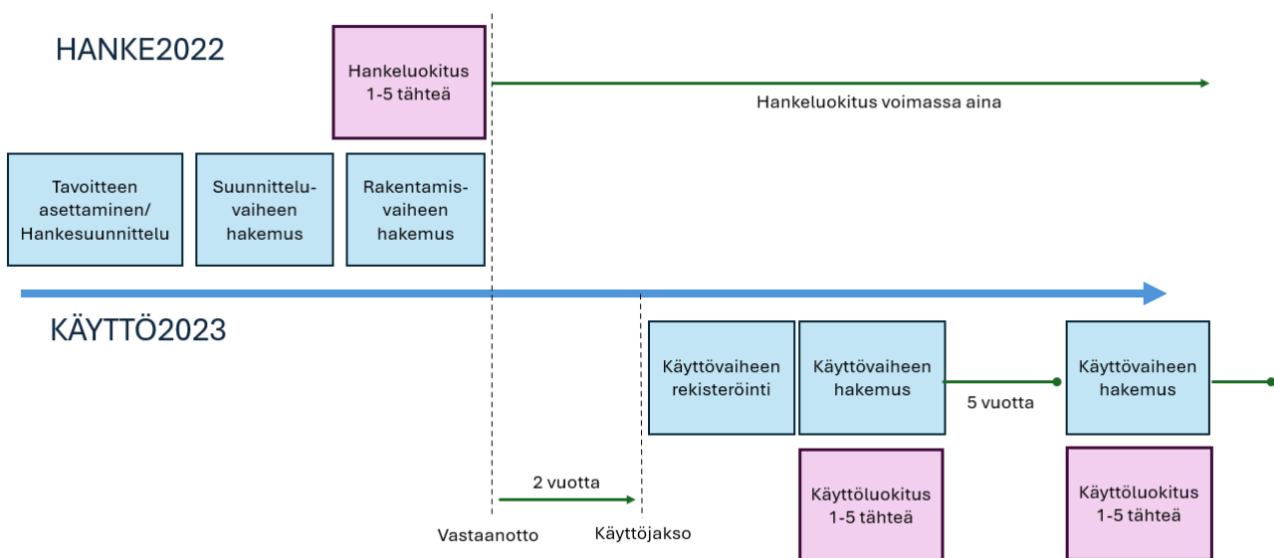 HANKE2022
Hankeluokitus
1-5 tähteä
Hankeluokitus voimassa aina
Tavoitteen
asettaminen/
Hankesuunnittelu
Suunnittelu-
vaiheen
hakemus
Rakentamis-
vaiheen
hakemus
KÄYTTÖ2023
Käyttövaiheen
rekisteröinti
Käyttövaiheen
hakemus
5 vuotta
Käyttövaiheen
hakemus
2 vuotta
Käyttöluokitus
1-5 tähteä
Käyttöluokitus
1-5 tähteä
Vastaanotto
Käyttöjakso